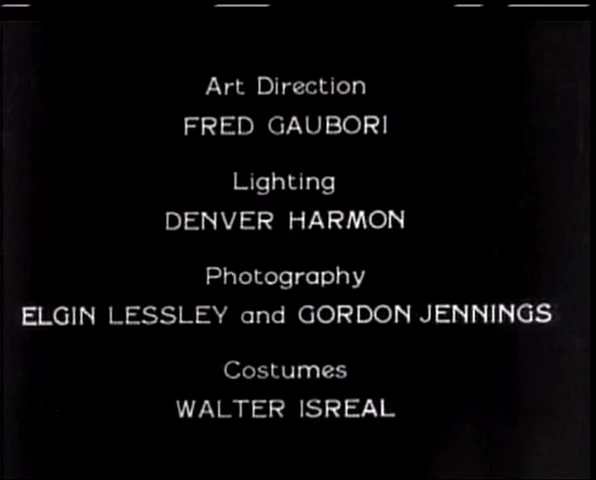 Art Direction
FRED GAUBORI
Lighting
DENVER HARMON
Photography
ELGIN LESSLEY and GORDON JENNINGS
Costumes
WALTER ISREAL